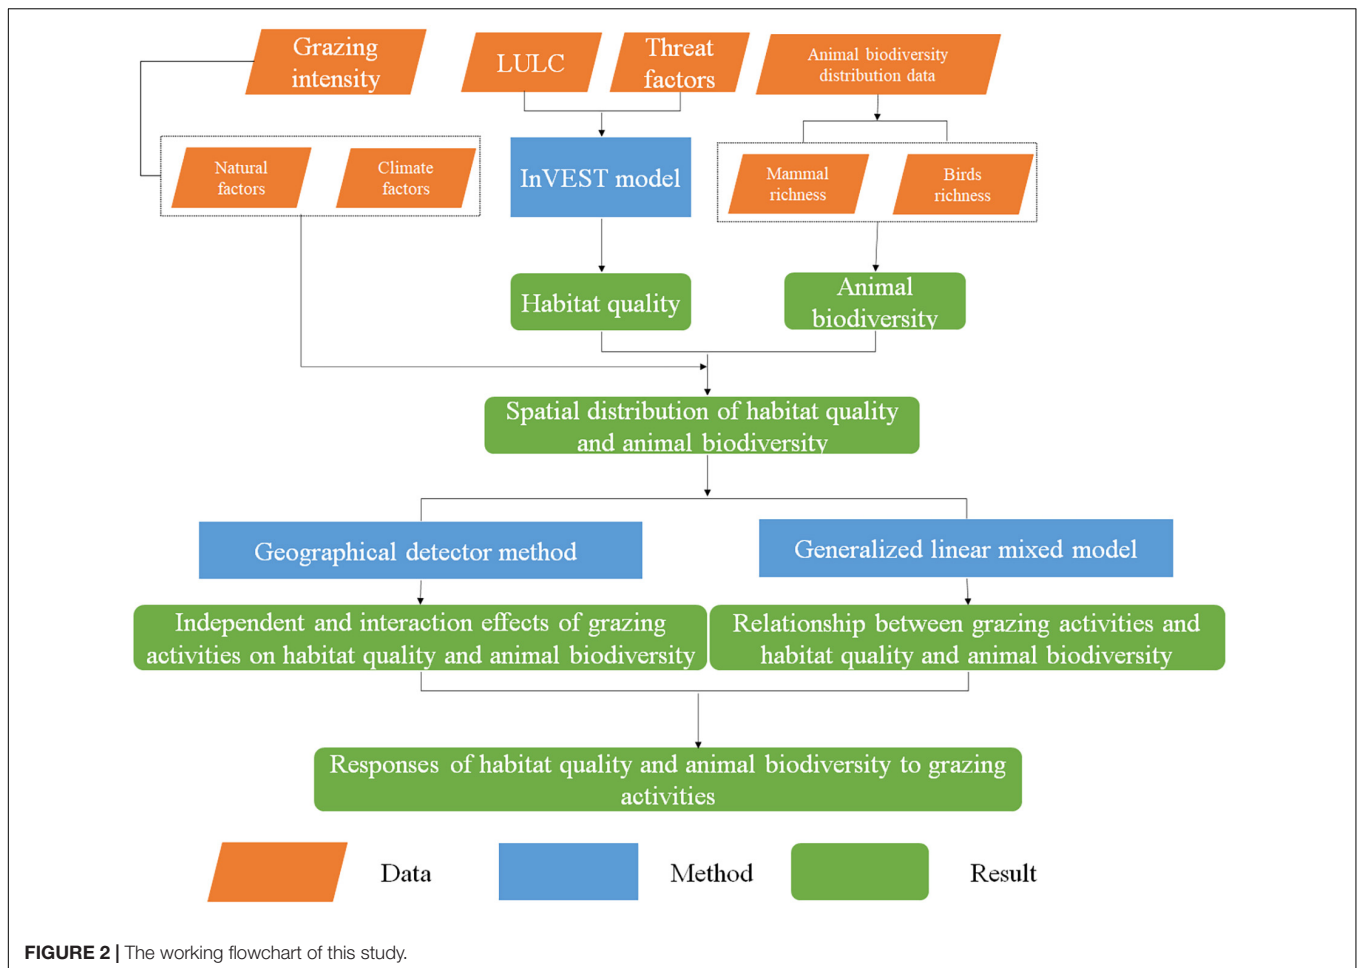 Grazing
intensity
LULC
Threat
factors
Animal biodiversity
distribution data
Natural
factors
Climate
factors
InVEST model
Mammal
richness
Birds
richness
Habitat quality
Animal
biodiversity
Spatial distribution of habitat quality
and animal biodiversity
Geographical detector method
Generalized linear mixed model
Independent and interaction effects of grazing
activities on habitat quality and animal biodiversity
Relationship between grazing activities and
habitat quality and animal biodiversity
Responses of habitat quality and animal biodiversity to grazing
activities
Data
Method
Result
FIGURE 2 | The working flowchart of this study.